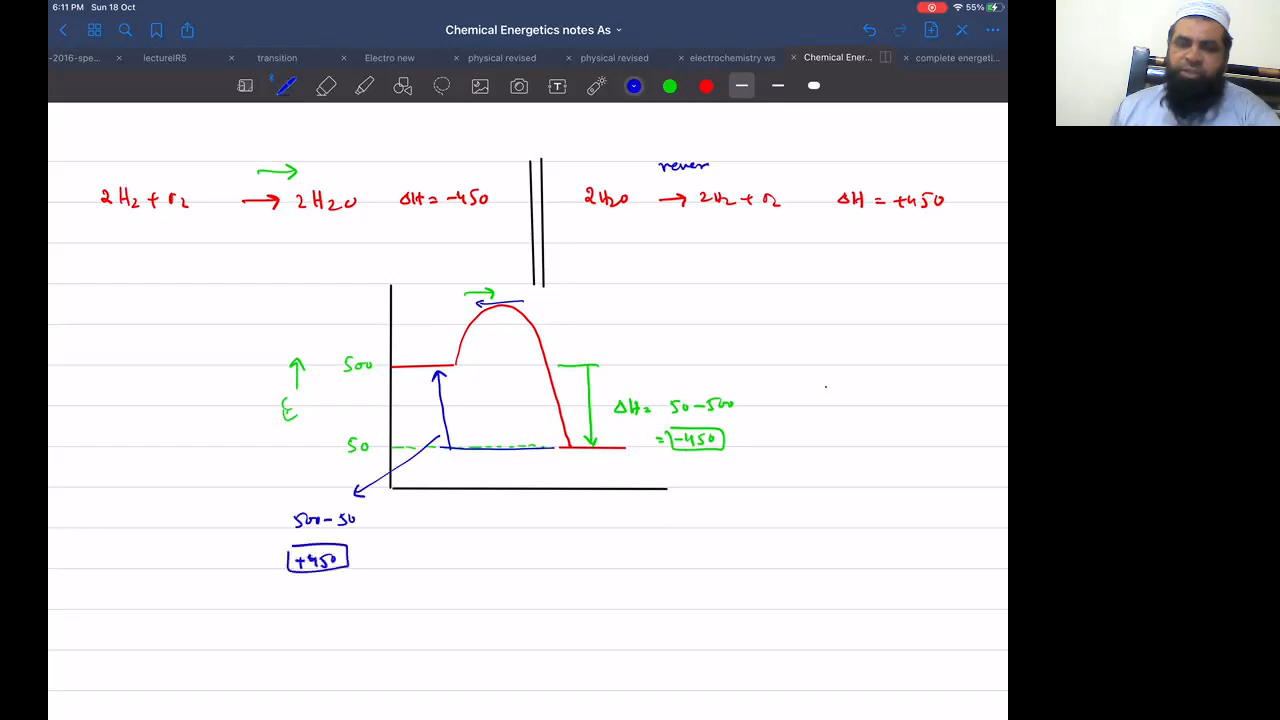 6:11 PM Sun 18 Oct
55%
Chemical Energetics notes As
-2016-spe...
lectureIR5
transition
Electro new
physical revised
physical revised
electrochemistry ws
Chemical Ener...
complete energeti...
rever
2H₂ + O₂ → 2H₂O ΔH = -450
2H₂O → 2H₂ + O₂ ΔH = +450
500
E
ΔH = 50 - 500
= -450
50
500 - 50
+450